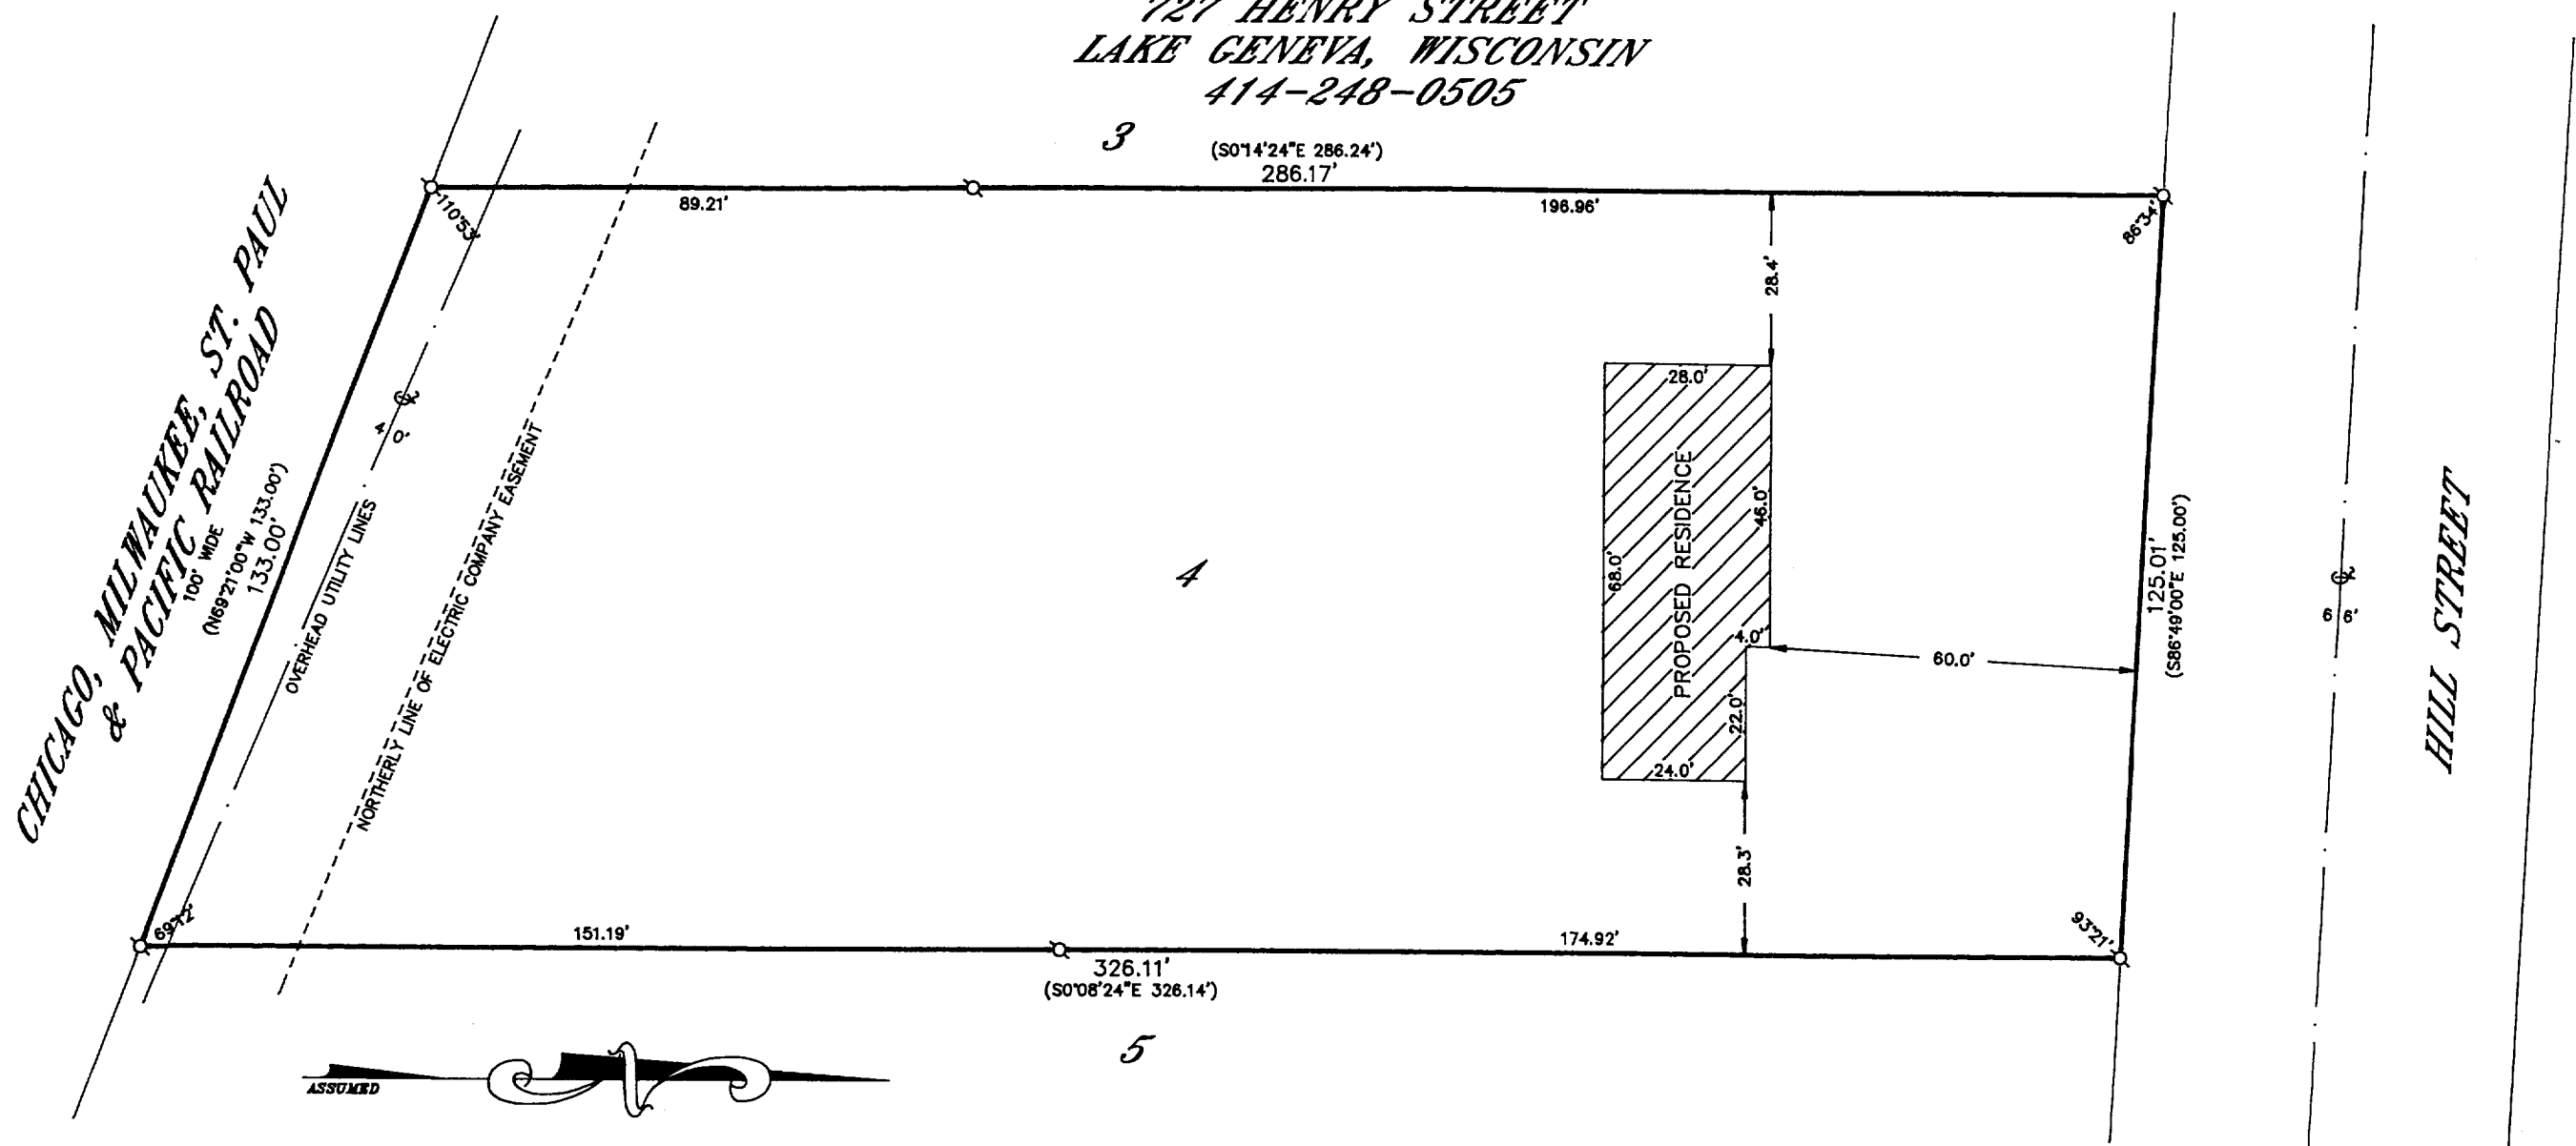 727 HENRY STREET
LAKE GENEVA, WISCONSIN
414-248-0505
3
(S0°14'24"E 286.24')
286.17'
89.21'
196.96'
110°53'
86°34'
CHICAGO, MILWAUKEE, ST. PAUL
& PACIFIC RAILROAD
100' WIDE
(N69°21'00"W 133.00')
133.00'
40'
OVERHEAD UTILITY LINES
NORTHERLY LINE OF ELECTRIC COMPANY EASEMENT
4
28.4'
28.0'
PROPOSED RESIDENCE
46.0'
68.0'
4.0'
22.0'
24.0'
28.3'
60.0'
125.01'
(S86°49'00"E 125.00')
66'
HILL STREET
69°12'
93°21'
151.19'
174.92'
326.11'
(S0°08'24"E 326.14')
5
ASSUMED